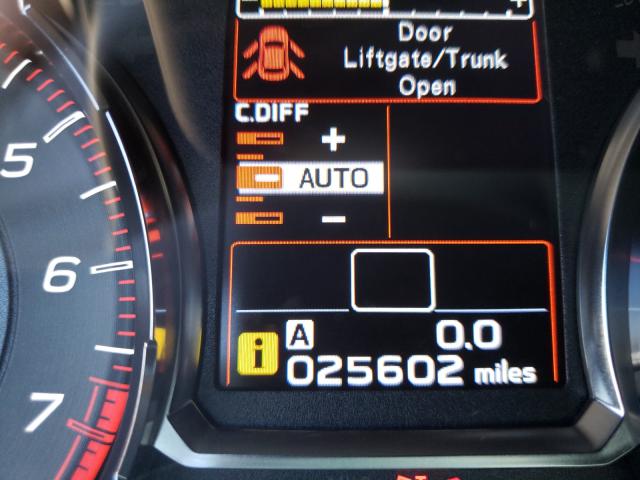 - +
Door
Liftgate/Trunk
Open
C.DIFF
+
AUTO
-
5
6
7
i A 0.0
025602 miles